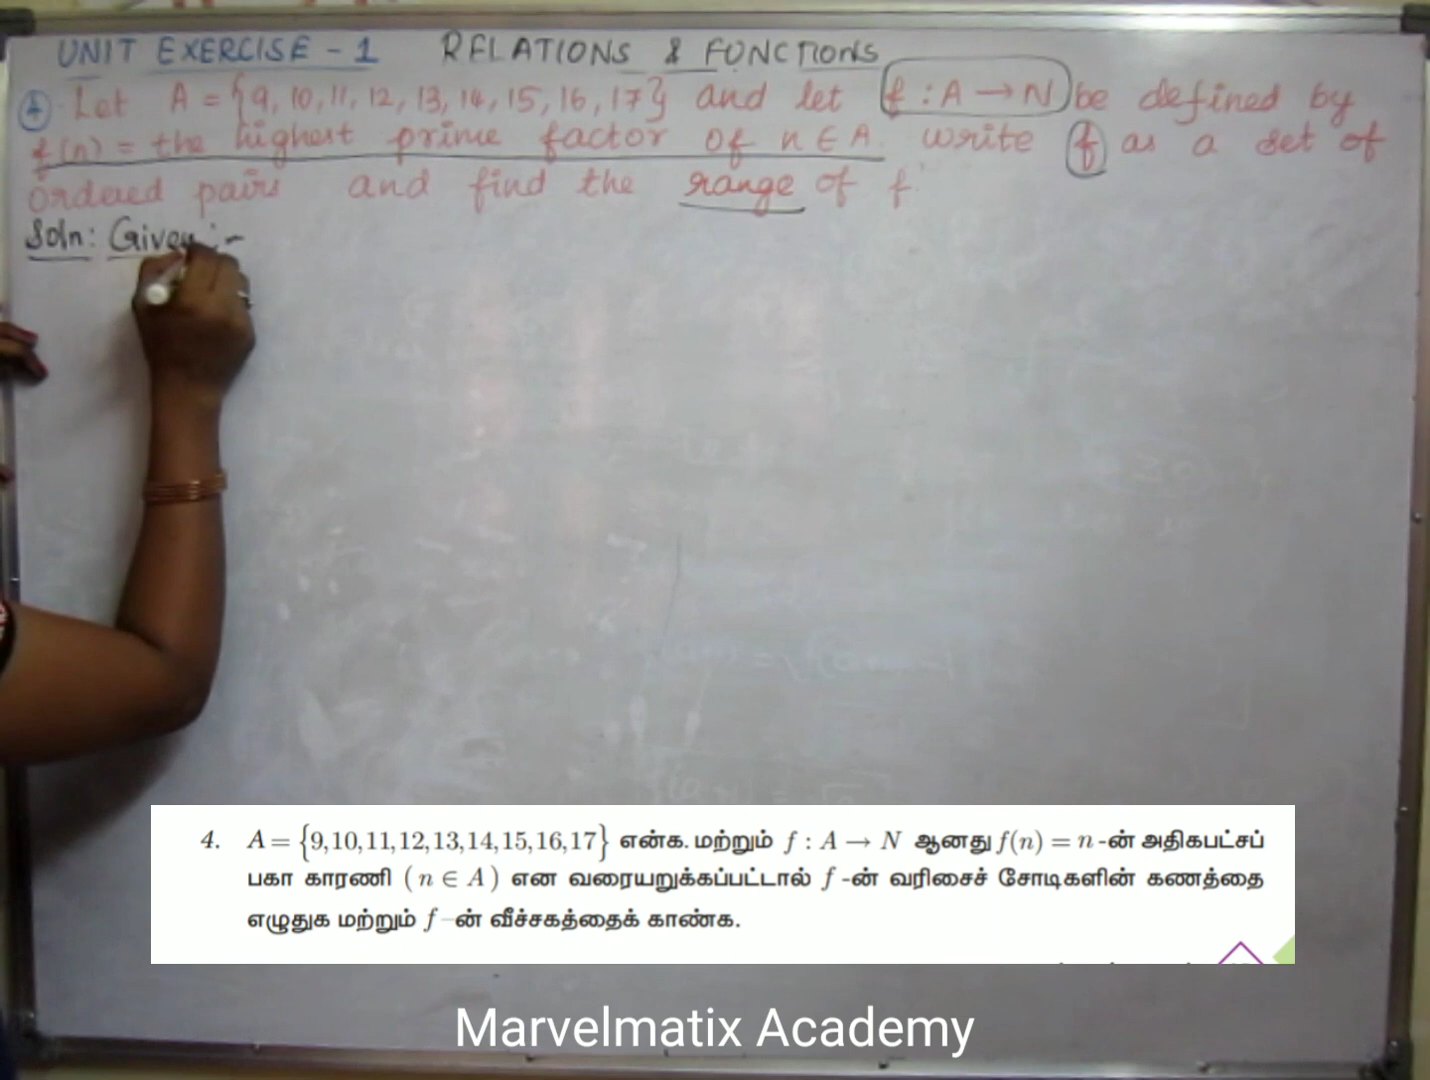 UNIT EXERCISE - 1 RELATIONS & FUNCTIONS
4. Let A = {9, 10, 11, 12, 13, 14, 15, 16, 17} and let f : A → N be defined by
f(n) = the highest prime factor of n ∈ A. write f as a set of
ordered pairs and find the range of f.
Soln: Given :-
4. A = {9,10,11,12,13,14,15,16,17} என்க. மற்றும் f : A → N ஆனது f(n) = n -ன் அதிகபட்சப்
பகா காரணி ( n ∈ A ) என வரையறுக்கப்பட்டால் f -ன் வரிசைச் சோடிகளின் கணத்தை
எழுதுக மற்றும் f –ன் வீச்சகத்தைக் காண்க.
Marvelmatix Academy